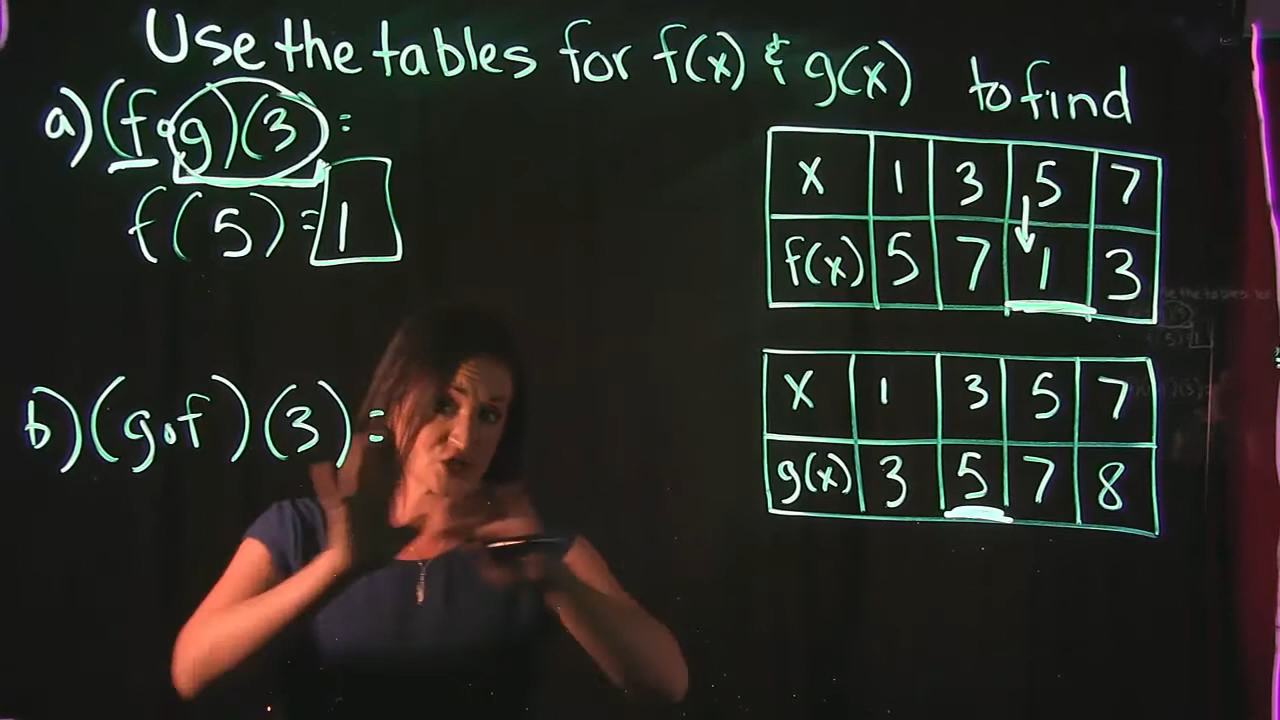 Use the tables for f(x) & g(x) to find
a) (f∘g)(3) =
f(5) = 1
x 1 3 5 7
f(x) 5 7 1 3
b) (g∘f)(3) =
x 1 3 5 7
g(x) 3 5 7 8